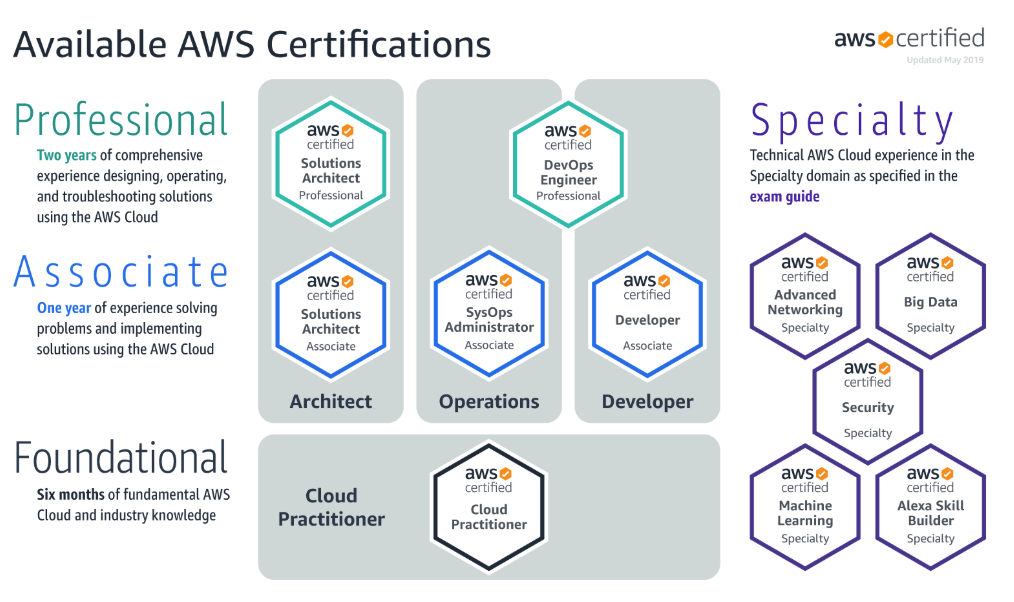 Available AWS Certifications
aws certified
Updated May 2019
Professional
Two years of comprehensive
experience designing, operating,
and troubleshooting solutions
using the AWS Cloud
aws
certified
Solutions
Architect
Professional
aws
certified
DevOps
Engineer
Professional
Associate
One year of experience solving
problems and implementing
solutions using the AWS Cloud
aws
certified
Solutions
Architect
Associate
aws
certified
SysOps
Administrator
Associate
aws
certified
Developer
Associate
Architect
Operations
Developer
Foundational
Six months of fundamental AWS
Cloud and industry knowledge
Cloud
Practitioner
aws
certified
Cloud
Practitioner
Specialty
Technical AWS Cloud experience in the
Specialty domain as specified in the
exam guide
aws
certified
Advanced
Networking
Specialty
aws
certified
Big Data
Specialty
aws
certified
Security
Specialty
aws
certified
Machine
Learning
Specialty
aws
certified
Alexa Skill
Builder
Specialty